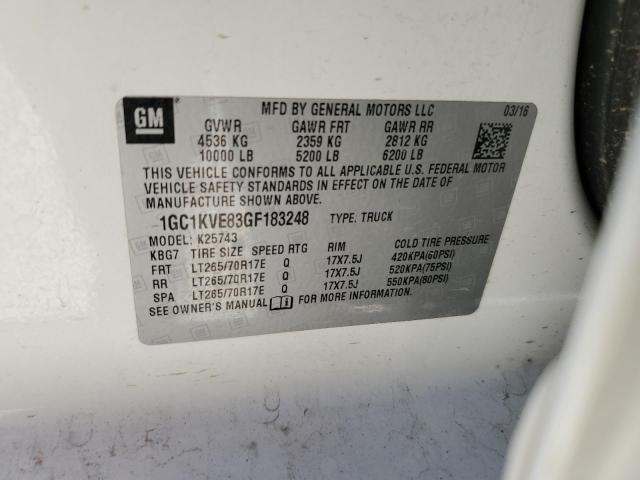 GM
MFD BY GENERAL MOTORS LLC 03/16
GVWR GAWR FRT GAWR RR
4536 KG 2359 KG 2812 KG
10000 LB 5200 LB 6200 LB
THIS VEHICLE CONFORMS TO ALL APPLICABLE U.S. FEDERAL MOTOR
VEHICLE SAFETY STANDARDS IN EFFECT ON THE DATE OF
MANUFACTURE SHOWN ABOVE.
1GC1KVE83GF183248 TYPE: TRUCK
MODEL: K25743
KBG7 TIRE SIZE SPEED RTG RIM COLD TIRE PRESSURE
FRT LT265/70R17E Q 17X7.5J 420KPA(60PSI)
RR LT265/70R17E Q 17X7.5J 520KPA(75PSI)
SPA LT265/70R17E Q 17X7.5J 550KPA(80PSI)
SEE OWNER'S MANUAL FOR MORE INFORMATION.